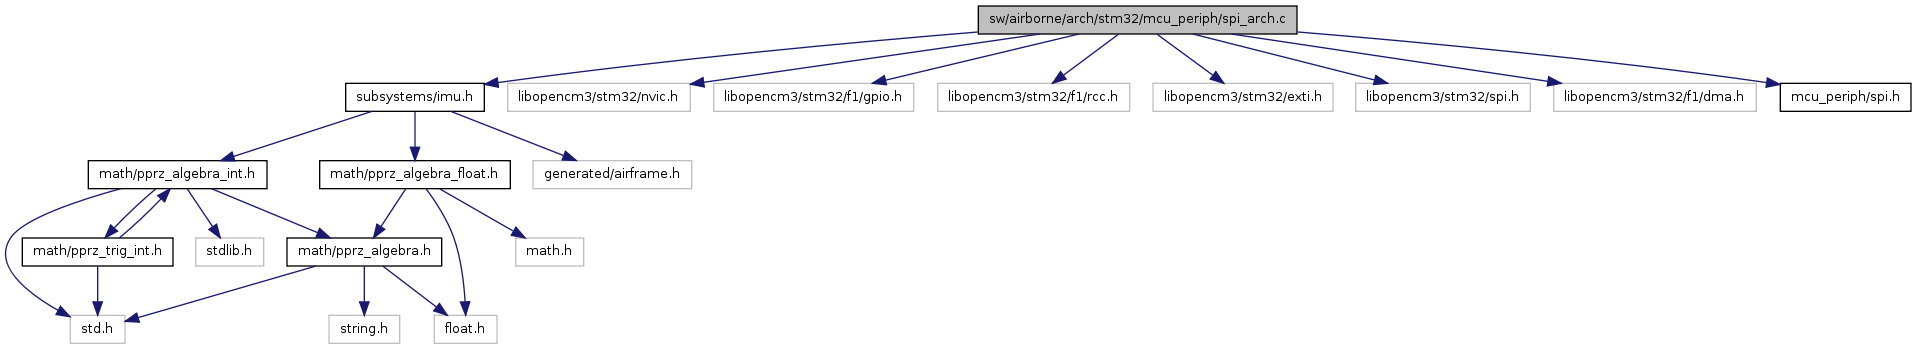 sw/airborne/arch/stm32/mcu_periph/spi_arch.c
subsystems/imu.h
libopencm3/stm32/nvic.h
libopencm3/stm32/f1/gpio.h
libopencm3/stm32/f1/rcc.h
libopencm3/stm32/exti.h
libopencm3/stm32/spi.h
libopencm3/stm32/f1/dma.h
mcu_periph/spi.h
math/pprz_algebra_int.h
math/pprz_algebra_float.h
generated/airframe.h
math/pprz_trig_int.h
stdlib.h
math/pprz_algebra.h
math.h
std.h
string.h
float.h